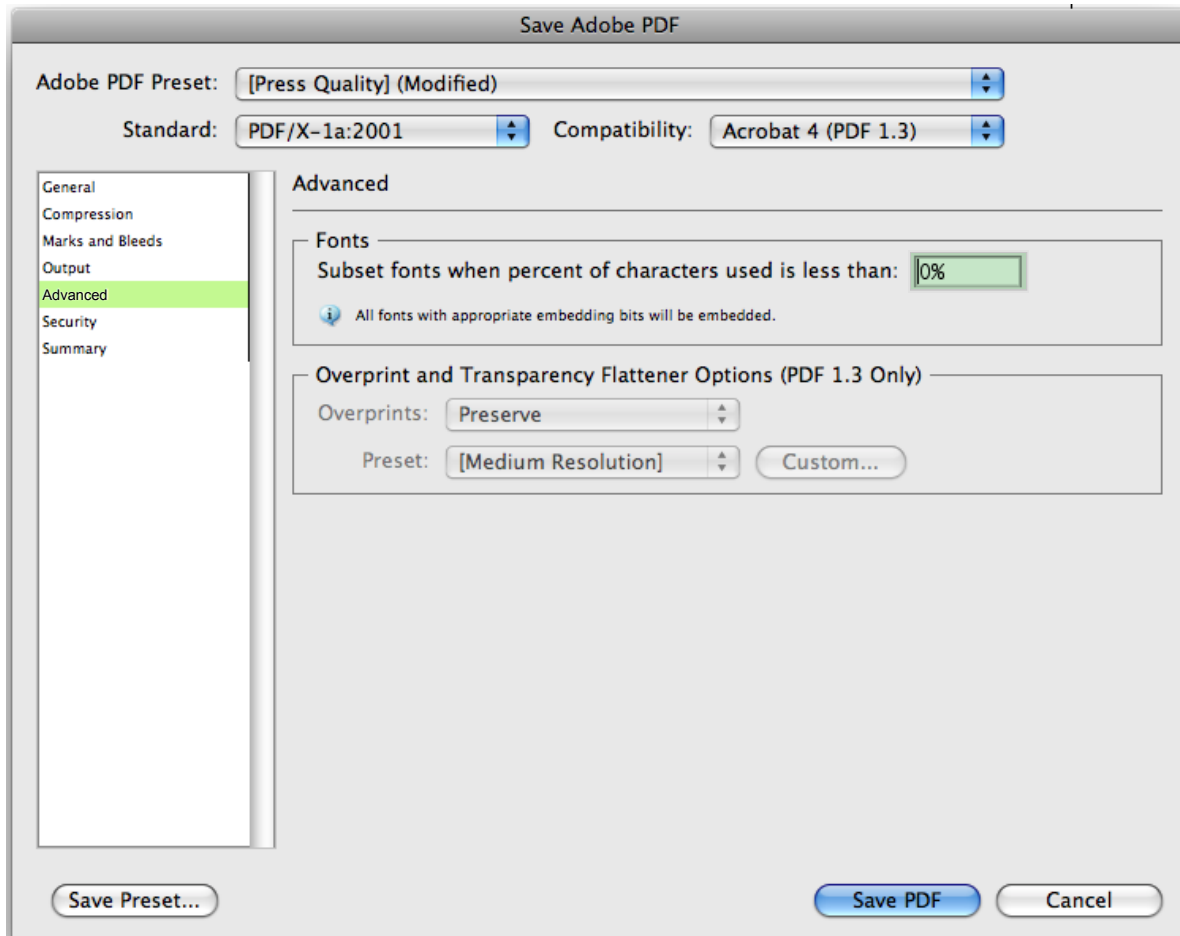 Save Adobe PDF
Adobe PDF Preset: [Press Quality] (Modified)
Standard: PDF/X-1a:2001 Compatibility: Acrobat 4 (PDF 1.3)
General
Compression
Marks and Bleeds
Output
Advanced
Security
Summary
Advanced
Fonts
Subset fonts when percent of characters used is less than: 0%
All fonts with appropriate embedding bits will be embedded.
Overprint and Transparency Flattener Options (PDF 1.3 Only)
Overprints: Preserve
Preset: [Medium Resolution] Custom...
Save Preset... Save PDF Cancel